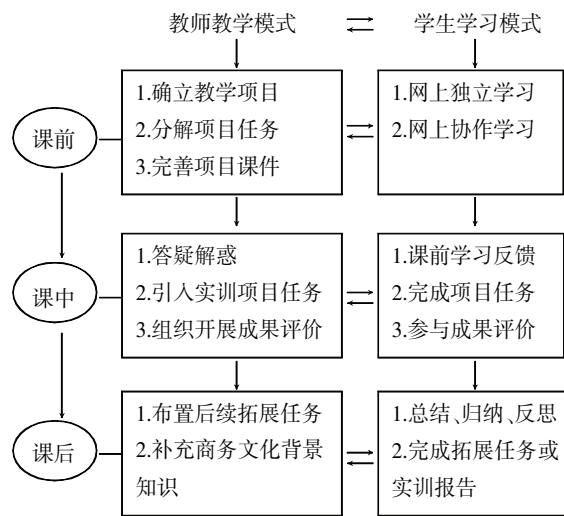 教师教学模式
学生学习模式
课前
1.确立教学项目
2.分解项目任务
3.完善项目课件
1.网上独立学习
2.网上协作学习
课中
1.答疑解惑
2.引入实训项目任务
3.组织开展成果评价
1.课前学习反馈
2.完成项目任务
3.参与成果评价
课后
1.布置后续拓展任务
2.补充商务文化背景
知识
1.总结、归纳、反思
2.完成拓展任务或
实训报告